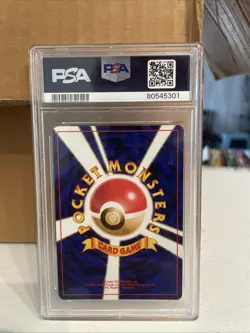 PSA
PSA
80545301
POCKET MONSTERS
CARD GAME